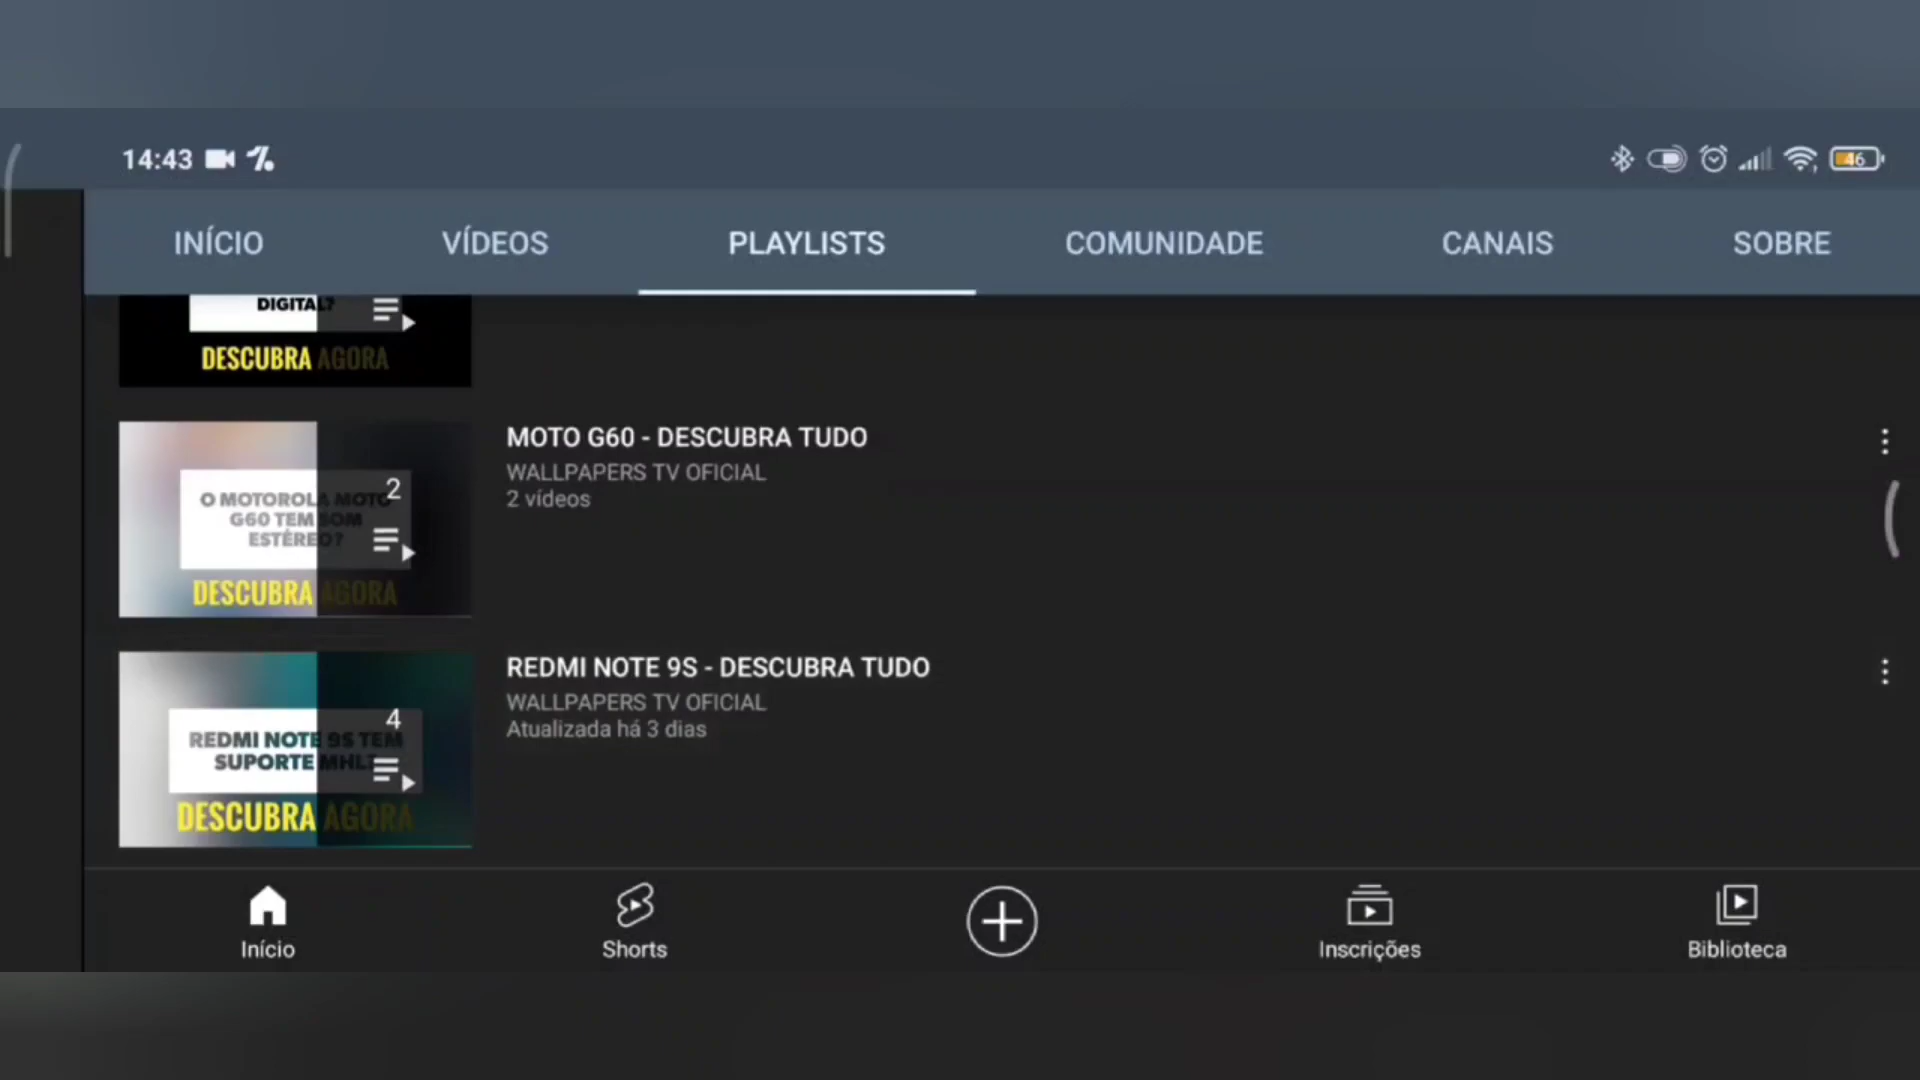 14:43
46
INÍCIO
VÍDEOS
PLAYLISTS
COMUNIDADE
CANAIS
SOBRE
DIGITAL?
DESCUBRA AGORA
2
O MOTOROLA MOTO
G60 TEM SOM
ESTÉREO?
DESCUBRA AGORA
MOTO G60 - DESCUBRA TUDO
WALLPAPERS TV OFICIAL
2 vídeos
4
REDMI NOTE 9S TEM
SUPORTE MHL?
DESCUBRA AGORA
REDMI NOTE 9S - DESCUBRA TUDO
WALLPAPERS TV OFICIAL
Atualizada há 3 dias
Início
Shorts
Inscrições
Biblioteca